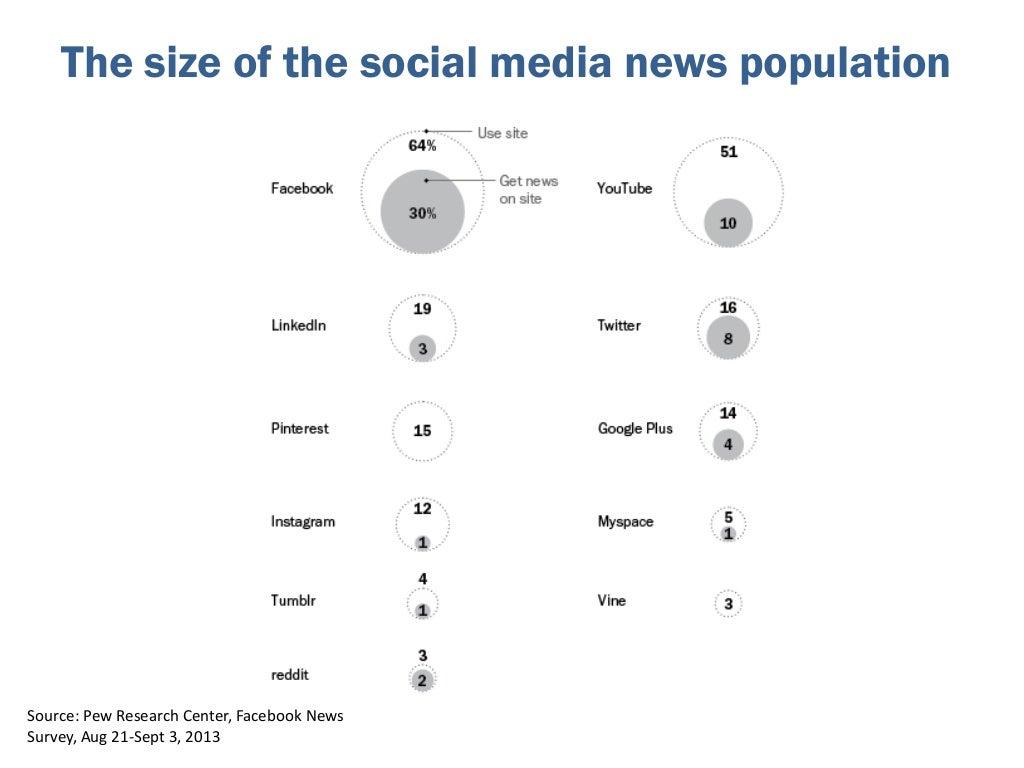 The size of the social media news population
Use site
64%
Get news
on site
Facebook
30%
51
YouTube
10
19
LinkedIn
3
16
Twitter
8
Pinterest
15
14
Google Plus
4
12
Instagram
1
5
Myspace
1
4
Tumblr
1
Vine
3
3
reddit
2
Source: Pew Research Center, Facebook News
Survey, Aug 21-Sept 3, 2013